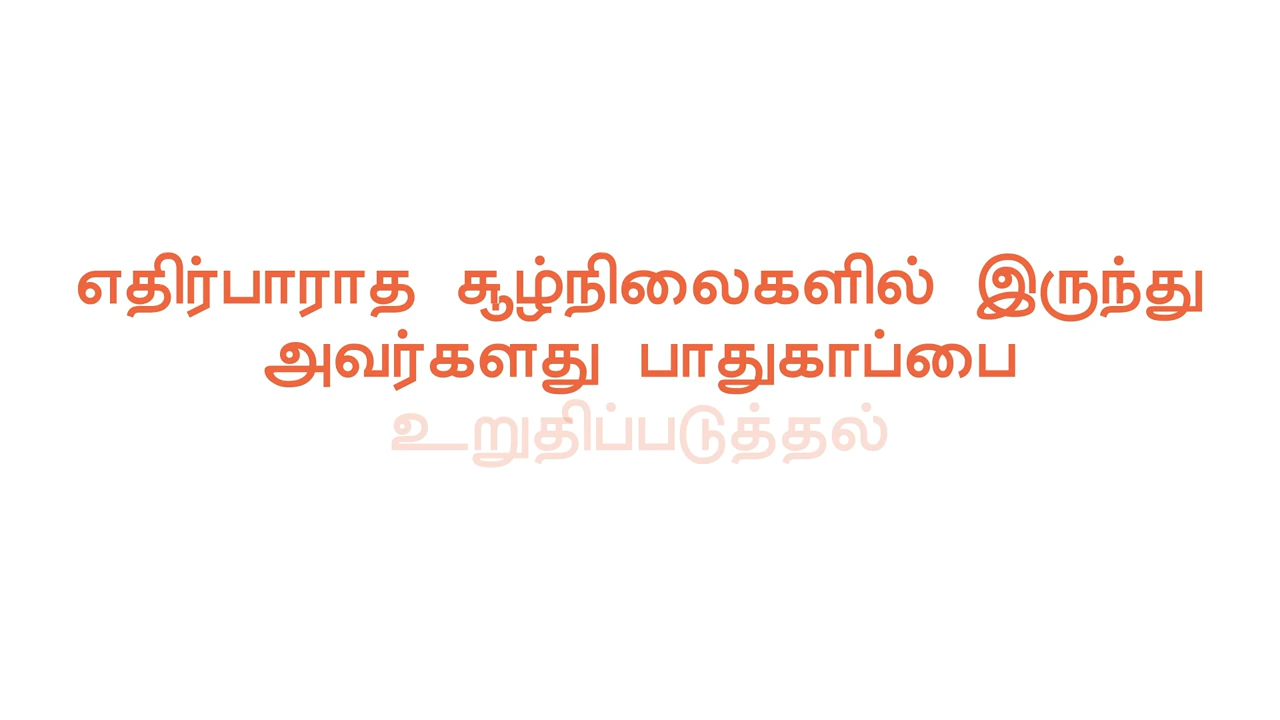 எதிர்பாராத சூழ்நிலைகளில் இருந்து
அவர்களது பாதுகாப்பை
உறுதிப்படுத்தல்